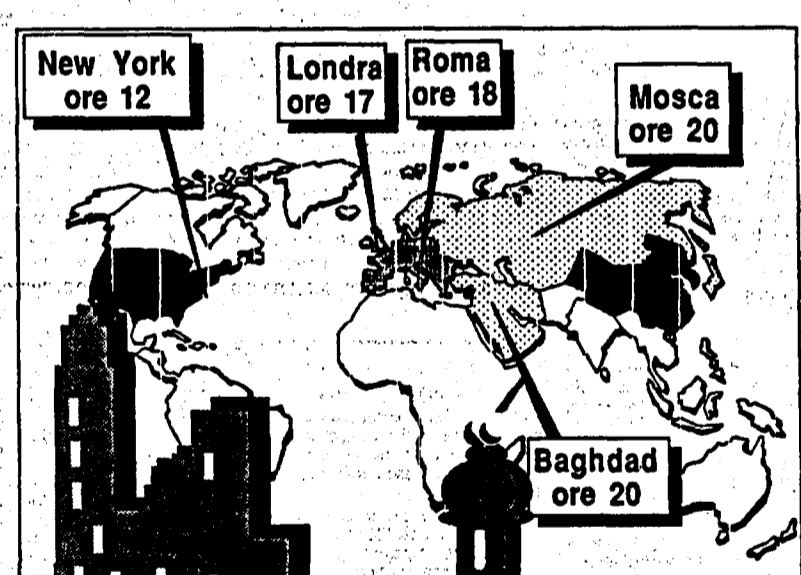 New York
ore 12
Londra
ore 17
Roma
ore 18
Mosca
ore 20
Baghdad
ore 20